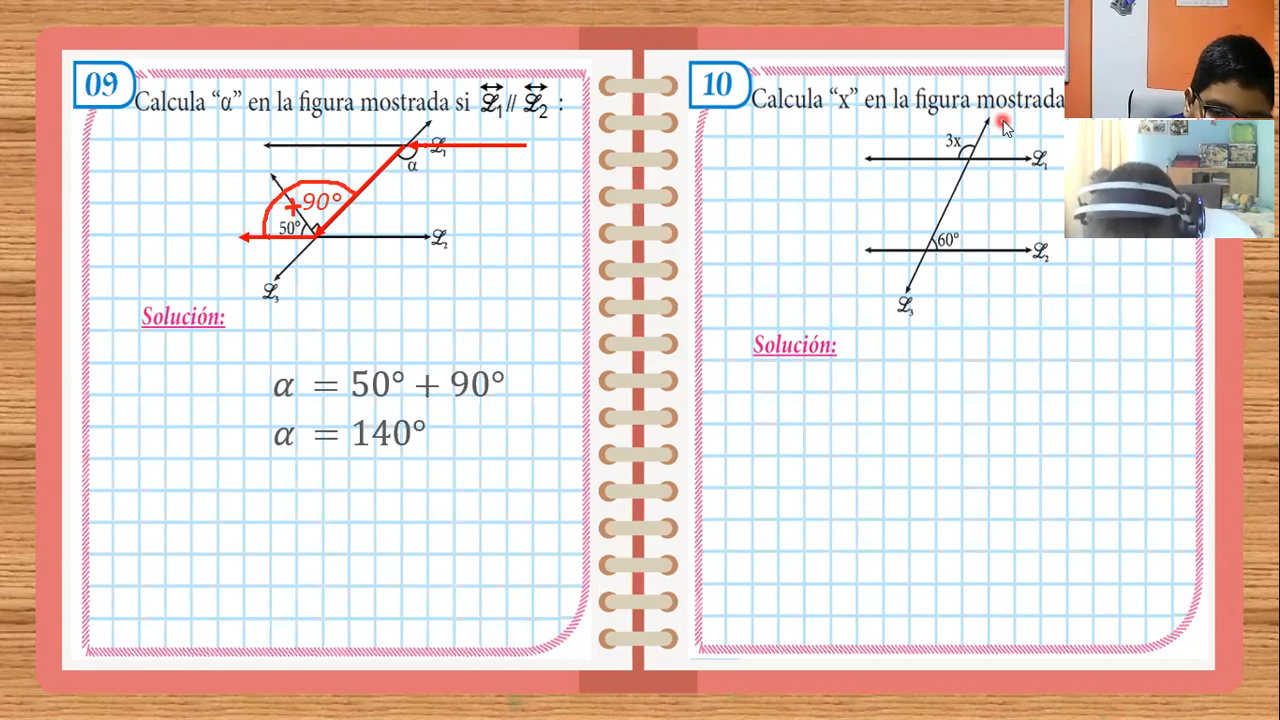 09
Calcula “α” en la figura mostrada si ℒ₁ // ℒ₂ :
ℒ₁
α
+90°
50°
ℒ₂
ℒ₃
Solución:
α = 50° + 90°
α = 140°
10
Calcula “x” en la figura mostrada
3x
ℒ₁
60°
ℒ₂
ℒ₃
Solución: